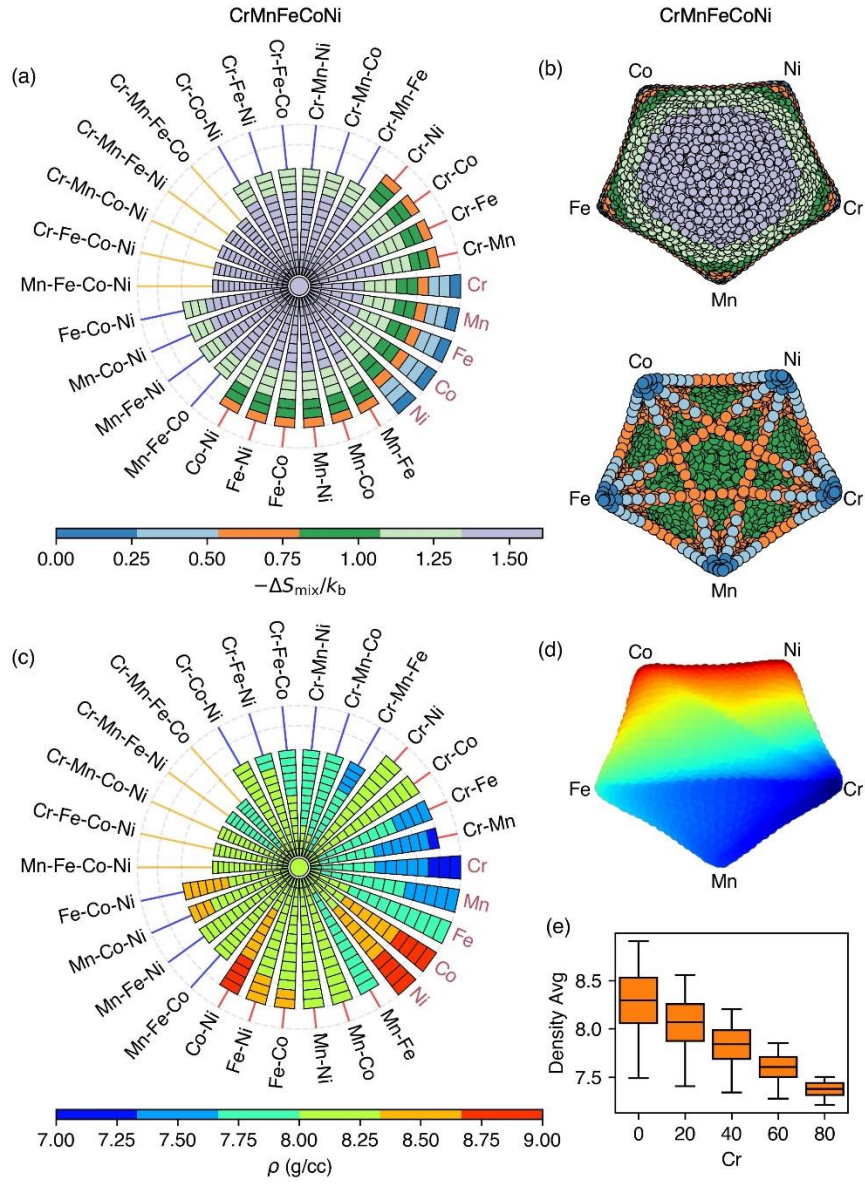 CrMnFeCoNi
CrMnFeCoNi
(a)
Cr-Mn-Fe-Co
Cr-Co-Ni
Cr-Fe-Ni
Cr-Fe-Co
Cr-Mn-Ni
Cr-Mn-Co
Cr-Mn-Fe
Cr-Ni
Cr-Co
Cr-Fe
Cr-Mn
Cr
Mn
Fe
Co
Ni
Mn-Fe
Mn-Co
Mn-Ni
Fe-Co
Fe-Ni
Co-Ni
Mn-Fe-Co
Mn-Fe-Ni
Mn-Co-Ni
Fe-Co-Ni
Mn-Fe-Co-Ni
Cr-Fe-Co-Ni
Cr-Mn-Co-Ni
Cr-Mn-Fe-Ni
0.00 0.25 0.50 0.75 1.00 1.25 1.50
−ΔS_mix/k_b
(b)
Co Ni
Fe Cr
Mn
Co Ni
Fe Cr
Mn
(c)
Cr-Mn-Fe-Co
Cr-Co-Ni
Cr-Fe-Ni
Cr-Fe-Co
Cr-Mn-Ni
Cr-Mn-Co
Cr-Mn-Fe
Cr-Ni
Cr-Co
Cr-Fe
Cr-Mn
Cr
Mn
Fe
Co
Ni
Mn-Fe
Mn-Co
Mn-Ni
Fe-Co
Fe-Ni
Co-Ni
Mn-Fe-Co
Mn-Fe-Ni
Mn-Co-Ni
Fe-Co-Ni
Mn-Fe-Co-Ni
Cr-Fe-Co-Ni
Cr-Mn-Co-Ni
Cr-Mn-Fe-Ni
7.00 7.25 7.50 7.75 8.00 8.25 8.50 8.75 9.00
ρ (g/cc)
(d)
Co Ni
Fe Cr
Mn
(e)
Density Avg
8.5
8.0
7.5
0 20 40 60 80
Cr